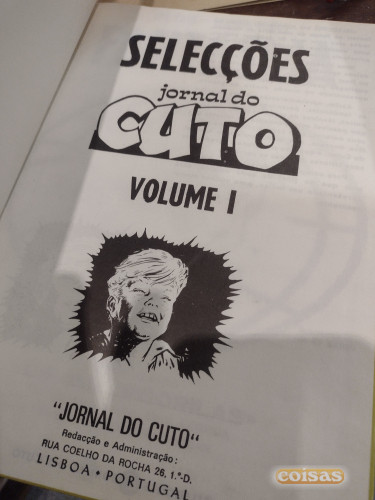 SELECÇÕES
jornal do
CUTO
VOLUME I
"JORNAL DO CUTO"
Redacção e Administração:
RUA COELHO DA ROCHA 26. 1.º-D.
LISBOA • PORTUGAL
coisas